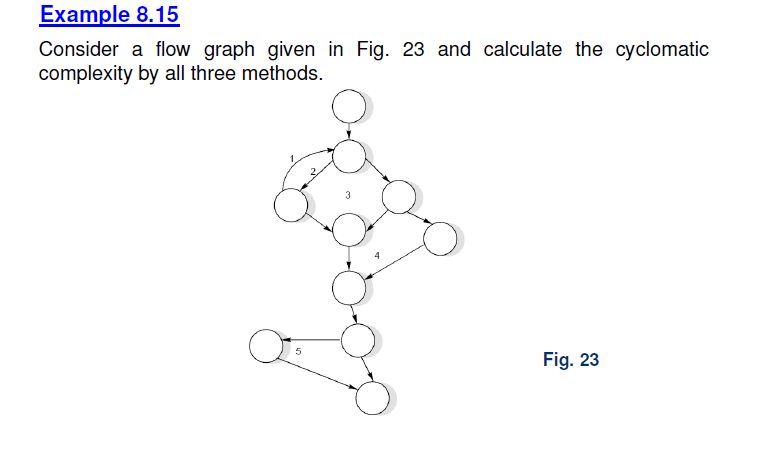 Example 8.15
Consider a flow graph given in Fig. 23 and calculate the cyclomatic
complexity by all three methods.
1
2
3
4
5
Fig. 23